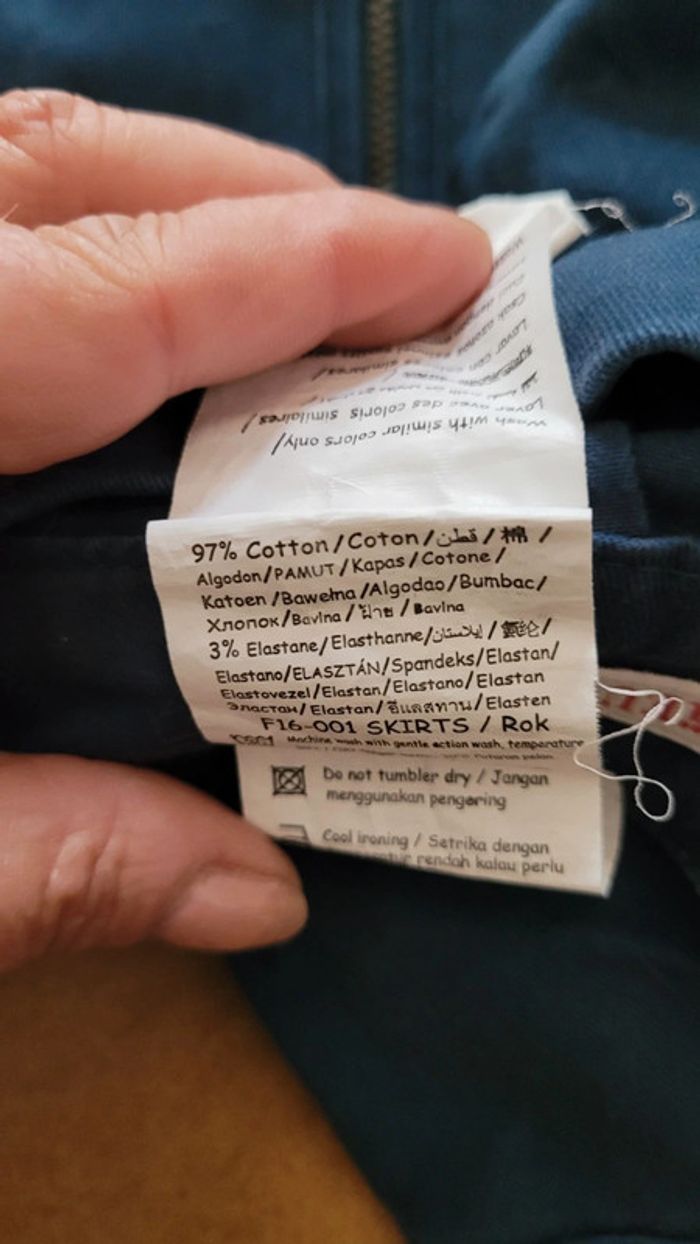 Wash with similar colors only/
Laver avec des coloris similaires /
97% Cotton/Coton/قطن/棉 /
Algodon/PAMUT/Kapas/Cotone/
Katoen/Bawełna/Algodao/Bumbac/
Хлопок/Bavlna/ฝ้าย/Bavlna
3% Elastane/Elasthanne/إيلاستان/氨纶/
Elastano/ELASZTÁN/Spandeks/Elastan/
Elastovezel/Elastan/Elastano/Elastan
Эластан/Elastan/อีแลสทาน/Elasten
F16-001 SKIRTS / Rok
Machine wash with gentle action wash, temperature
Do not tumbler dry / Jangan
menggunakan pengering
Cool ironing / Setrika dengan
rendah kalau perlu